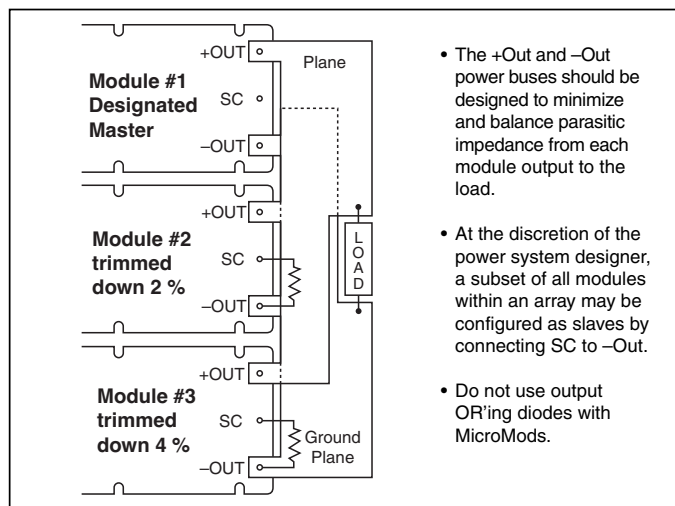 +OUT
Plane
Module #1
Designated
Master
SC
–OUT
+OUT
Module #2
trimmed
down 2 %
SC
–OUT
LOAD
+OUT
Module #3
trimmed
down 4 %
SC
Ground
Plane
–OUT
• The +Out and –Out
power buses should be
designed to minimize
and balance parasitic
impedance from each
module output to the
load.
• At the discretion of the
power system designer,
a subset of all modules
within an array may be
configured as slaves by
connecting SC to –Out.
• Do not use output
OR'ing diodes with
MicroMods.